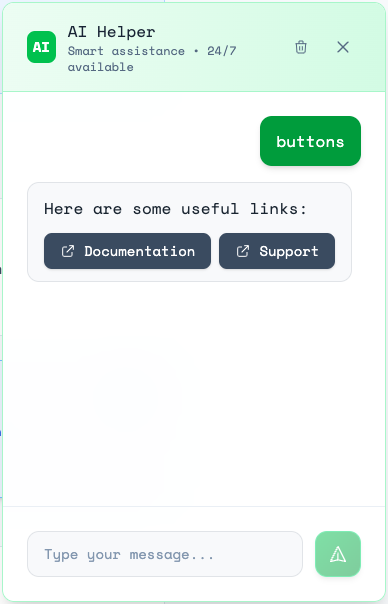 AI
AI Helper
Smart assistance • 24/7
available
buttons
Here are some useful links:
Documentation
Support
Type your message...